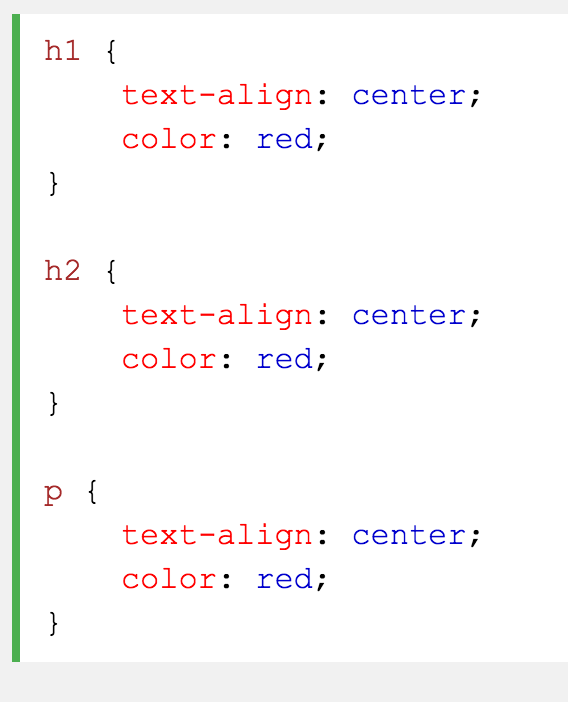 h1 {
    text-align: center;
    color: red;
}

h2 {
    text-align: center;
    color: red;
}

p {
    text-align: center;
    color: red;
}